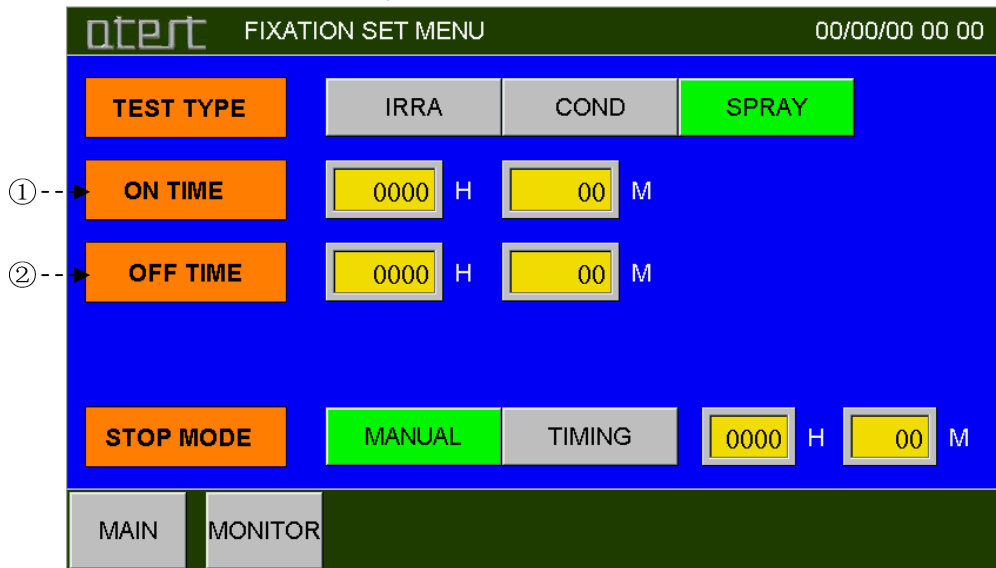 qtest FIXATION SET MENU 00/00/00 00 00
TEST TYPE IRRA COND SPRAY
① ON TIME 0000 H 00 M
② OFF TIME 0000 H 00 M
STOP MODE MANUAL TIMING 0000 H 00 M
MAIN MONITOR